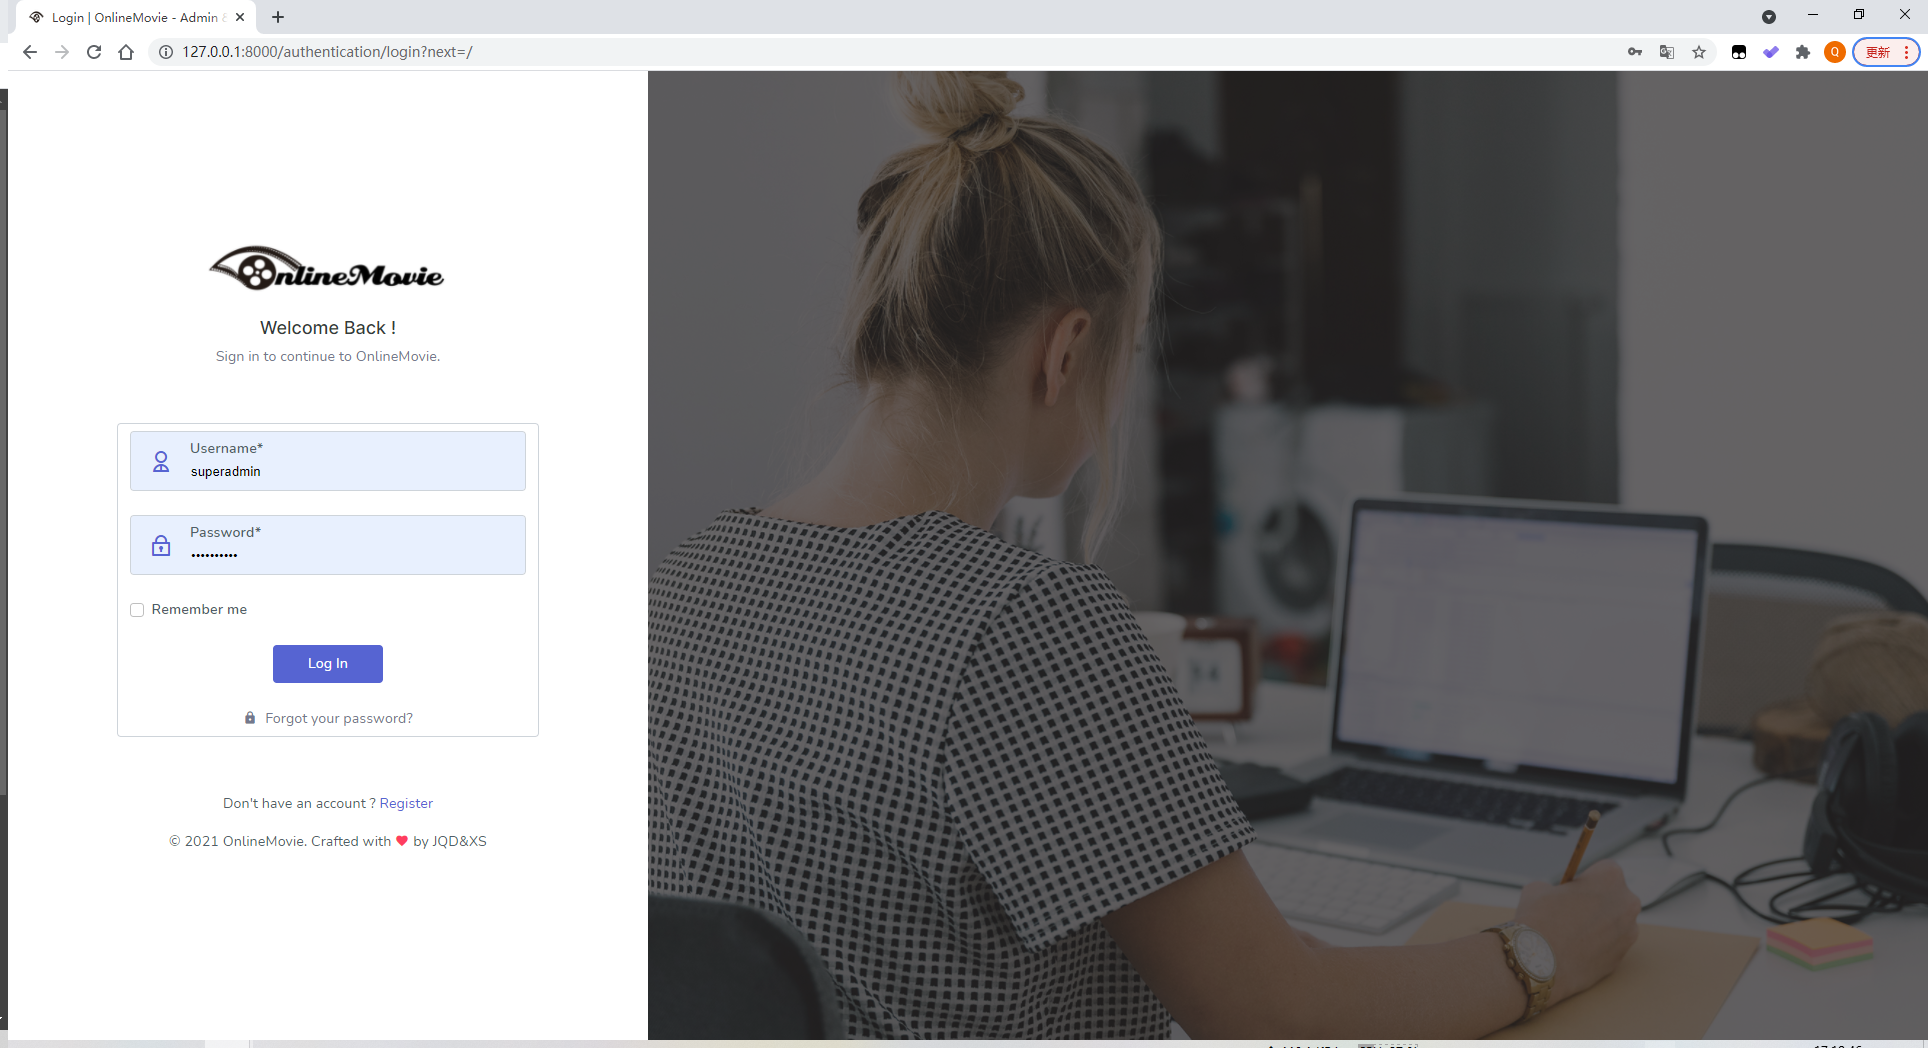 Login | OnlineMovie - Admin
127.0.0.1:8000/authentication/login?next=/
Q
更新
OnlineMovie
Welcome Back !
Sign in to continue to OnlineMovie.
Username*
superadmin
Password*
••••••••••
Remember me
Log In
Forgot your password?
Don't have an account ? Register
© 2021 OnlineMovie. Crafted with ❤ by JQD&XS